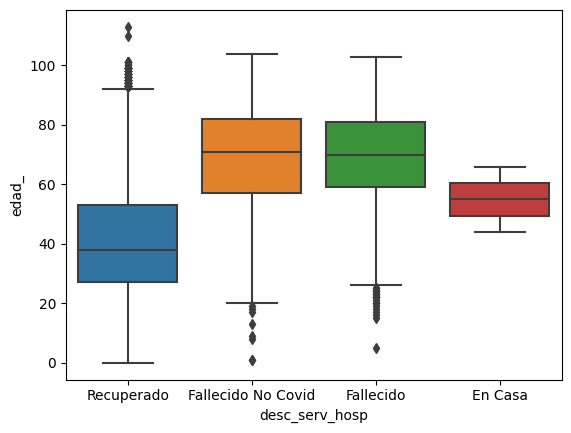 edad_
100
80
60
40
20
0
Recuperado Fallecido No Covid Fallecido En Casa
desc_serv_hosp